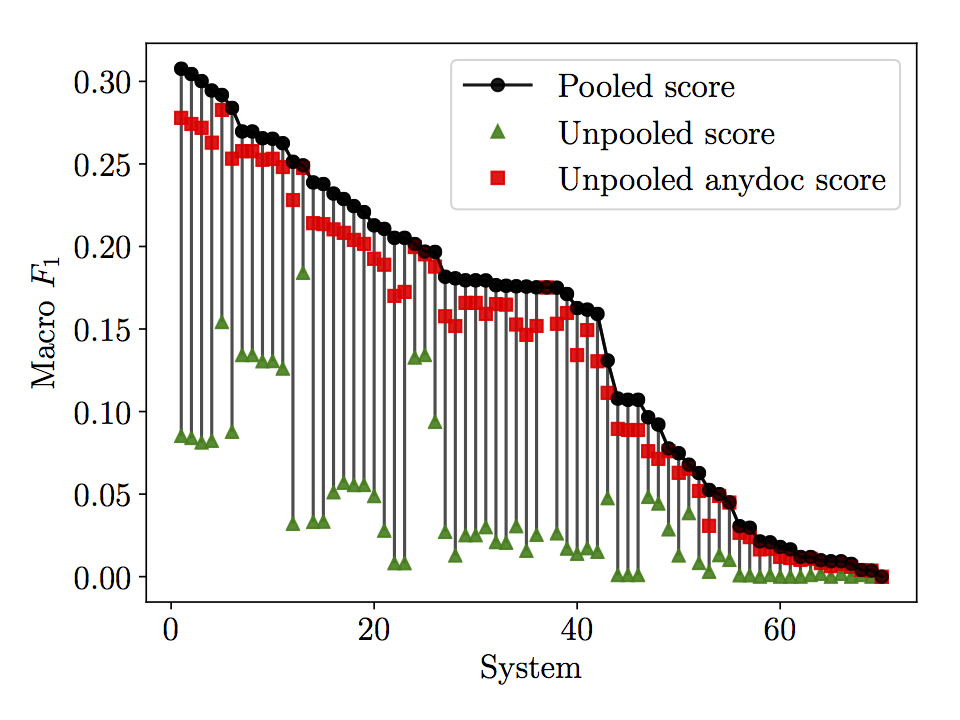 Pooled score
Unpooled score
Unpooled anydoc score
0.30
0.25
0.20
0.15
0.10
0.05
0.00
Macro F₁
0
20
40
60
System